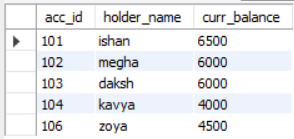 acc_id holder_name curr_balance
101 ishan 6500
102 megha 6000
103 daksh 6000
104 kavya 4000
106 zoya 4500